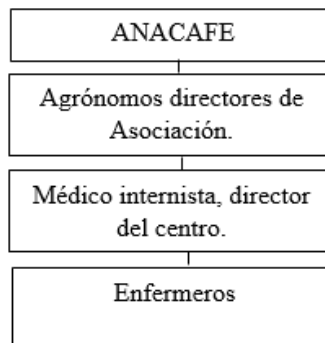 ANACAFE
Agrónomos directores de
Asociación.
Médico internista, director
del centro.
Enfermeros